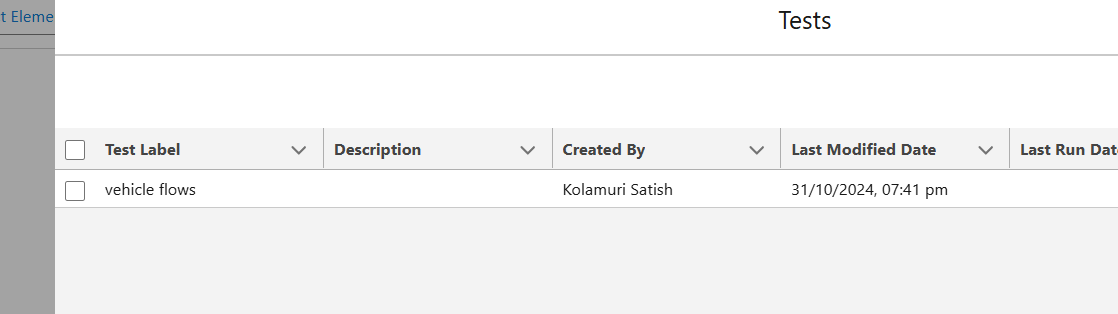 t Eleme
Tests
Test Label Description Created By Last Modified Date Last Run Dat
vehicle flows Kolamuri Satish 31/10/2024, 07:41 pm